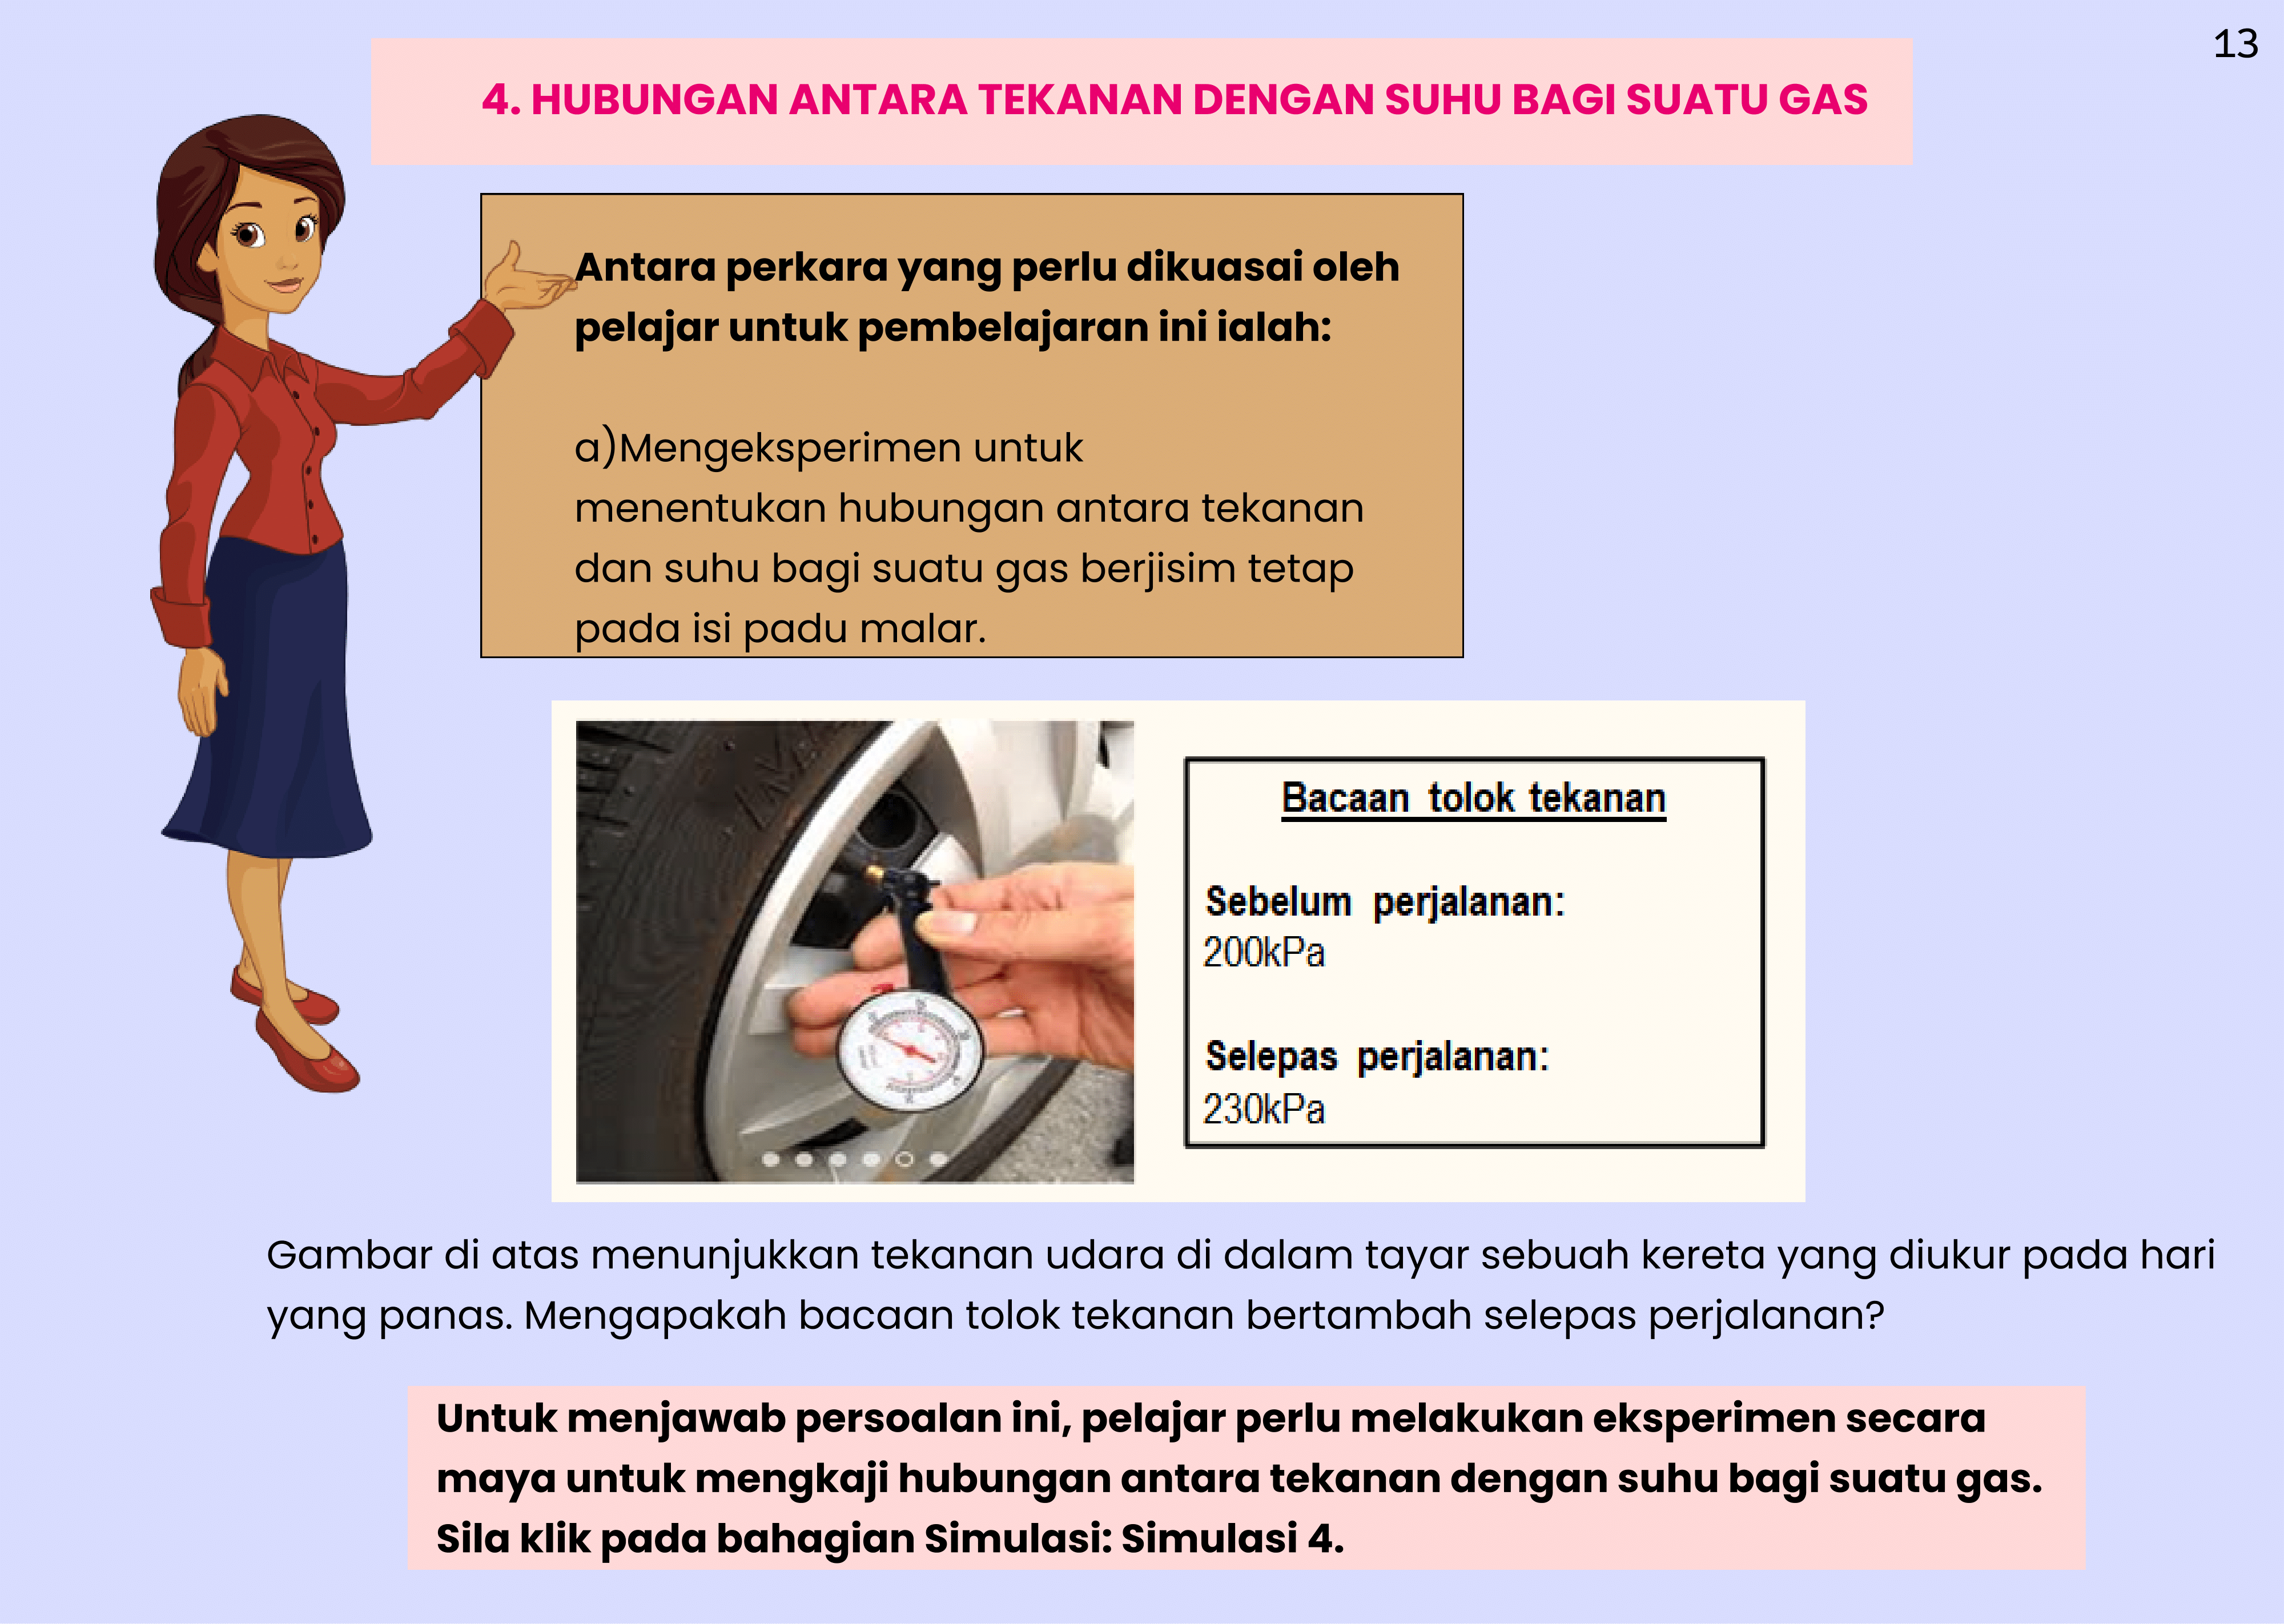 13
4. HUBUNGAN ANTARA TEKANAN DENGAN SUHU BAGI SUATU GAS
Antara perkara yang perlu dikuasai oleh
pelajar untuk pembelajaran ini ialah:
a)Mengeksperimen untuk
menentukan hubungan antara tekanan
dan suhu bagi suatu gas berjisim tetap
pada isi padu malar.
Bacaan tolok tekanan
Sebelum perjalanan:
200kPa
Selepas perjalanan:
230kPa
Gambar di atas menunjukkan tekanan udara di dalam tayar sebuah kereta yang diukur pada hari
yang panas. Mengapakah bacaan tolok tekanan bertambah selepas perjalanan?
Untuk menjawab persoalan ini, pelajar perlu melakukan eksperimen secara
maya untuk mengkaji hubungan antara tekanan dengan suhu bagi suatu gas.
Sila klik pada bahagian Simulasi: Simulasi 4.